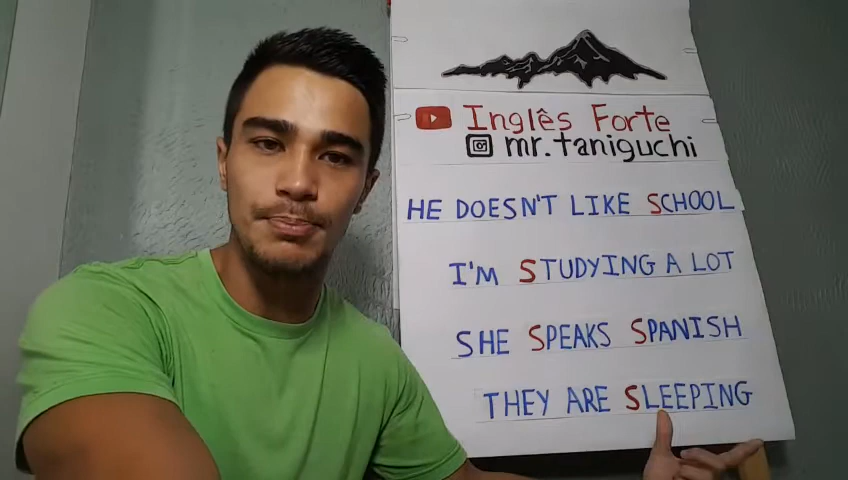 Inglês Forte
mr.taniguchi
HE DOESN'T LIKE SCHOOL
I'M STUDYING A LOT
SHE SPEAKS SPANISH
THEY ARE SLEEPING